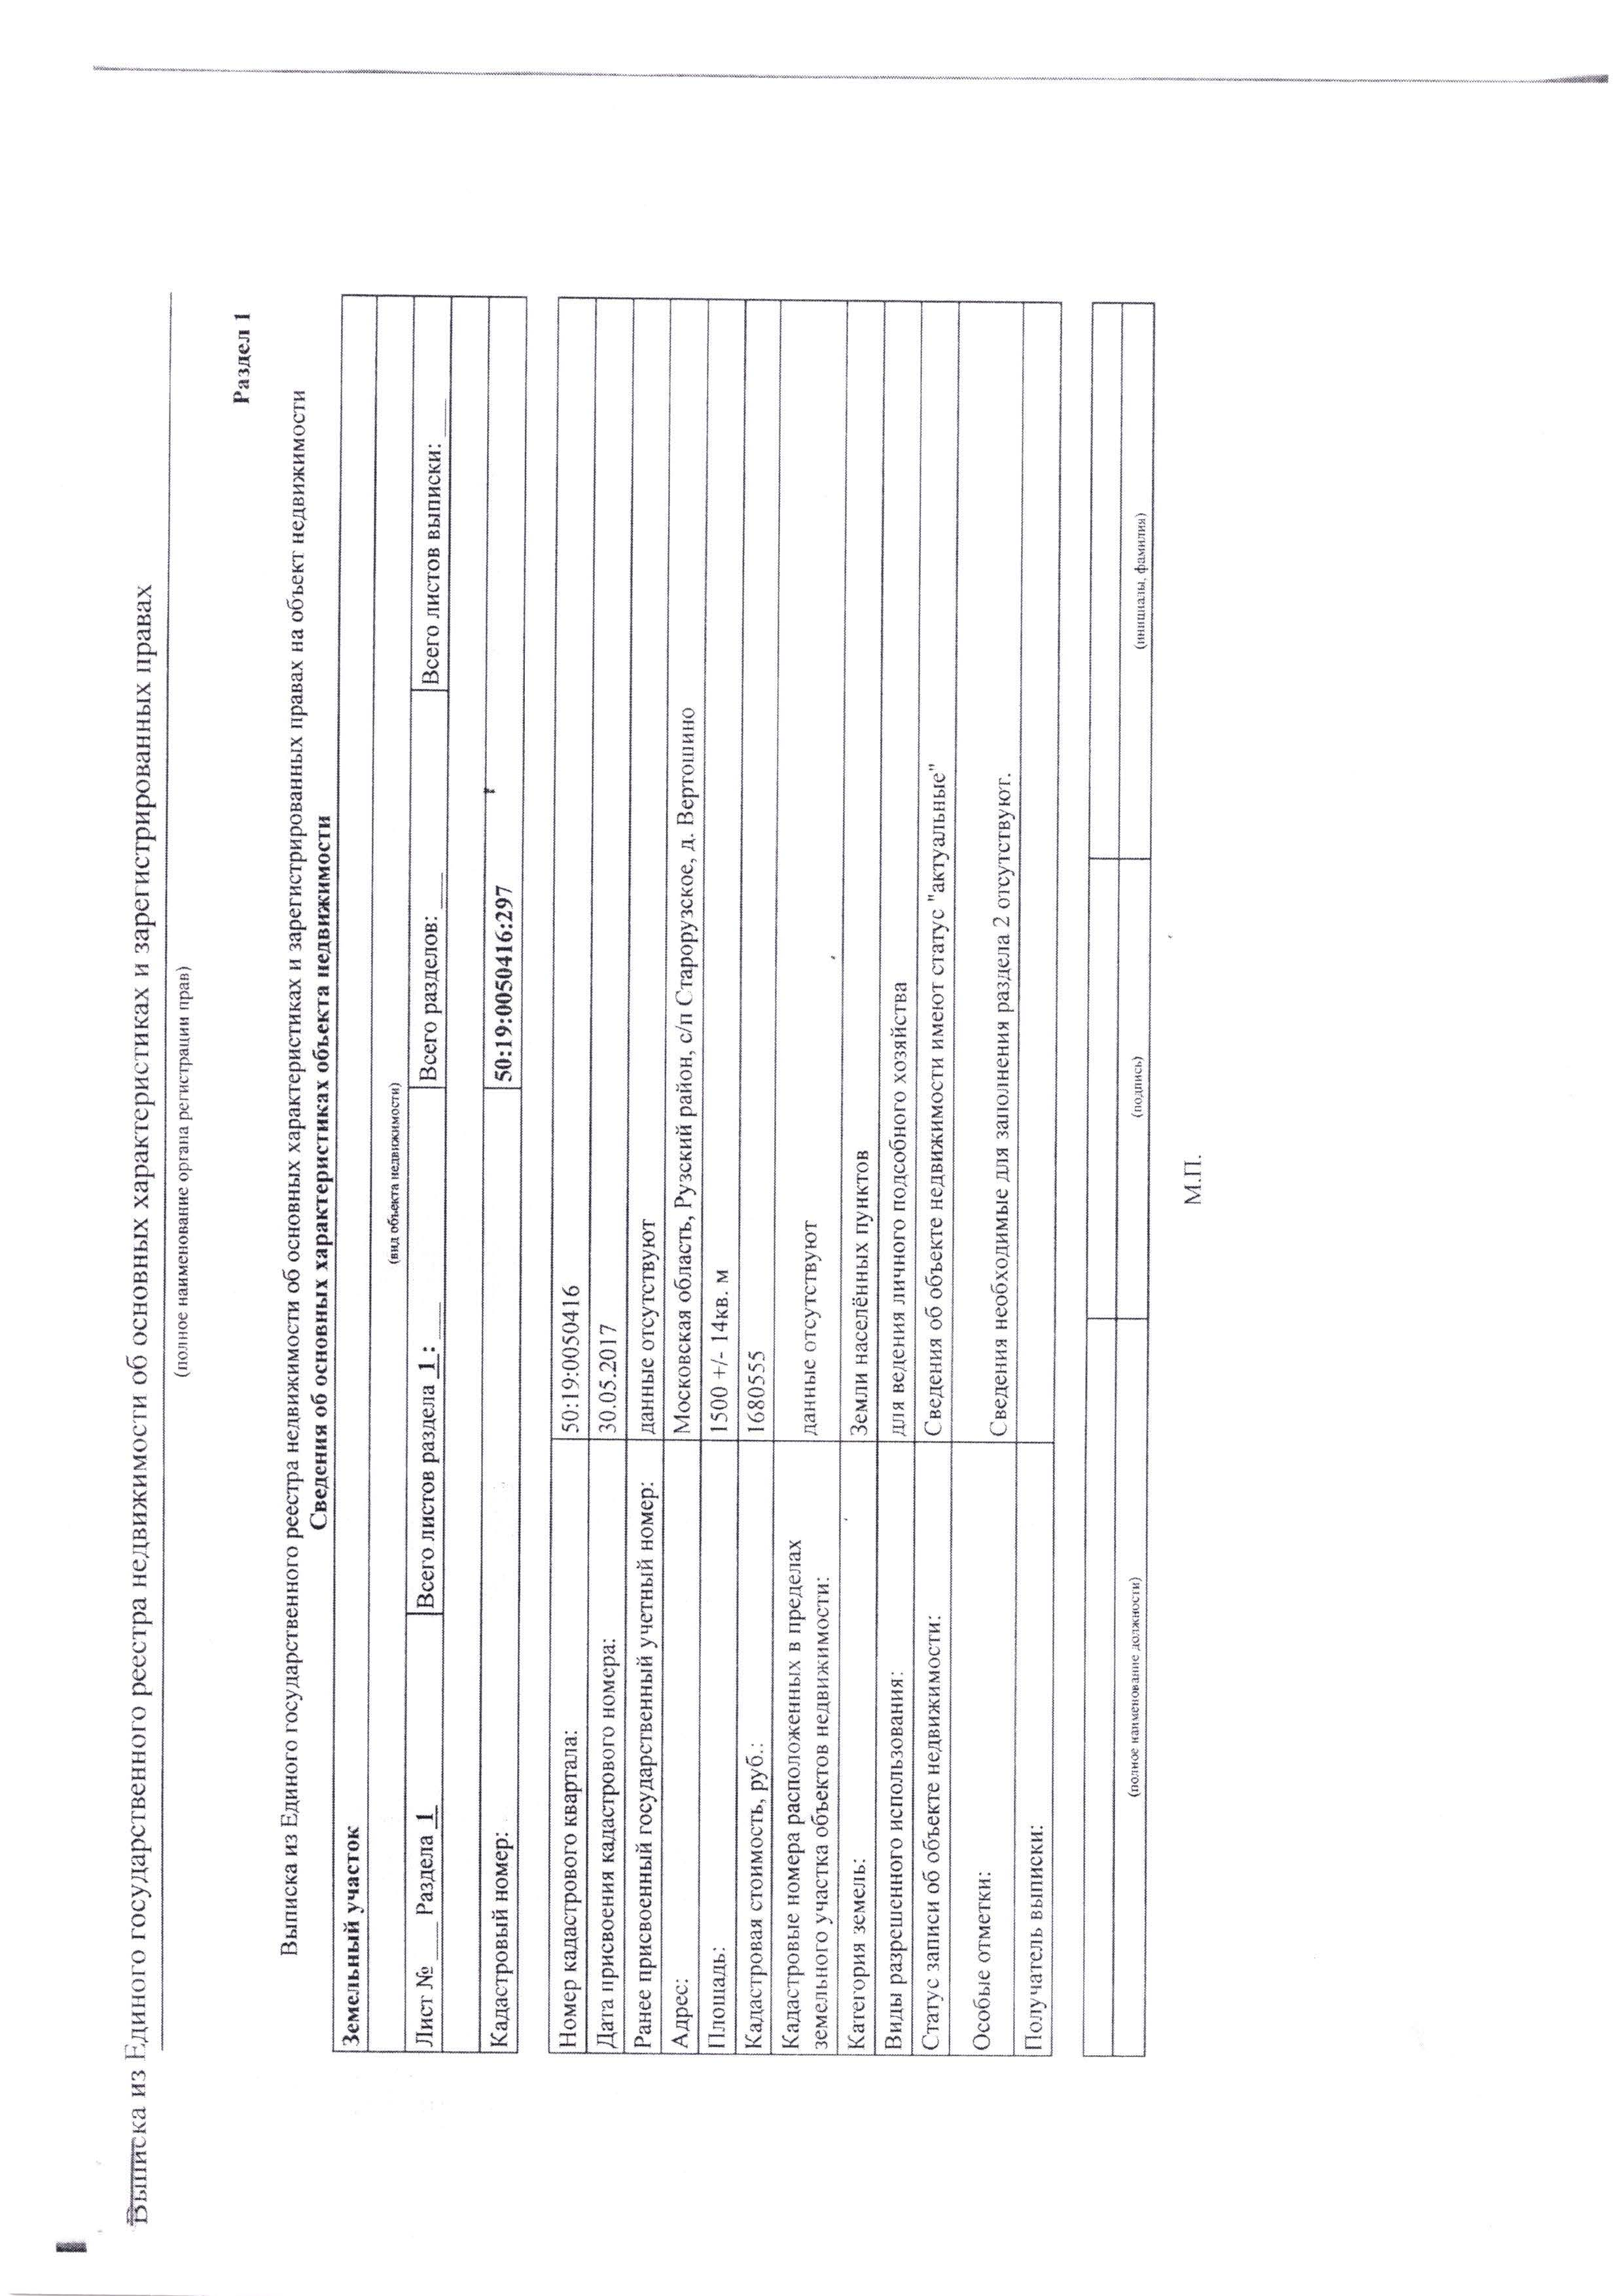 Выписка из Единого государственного реестра недвижимости об основных характеристиках и зарегистрированных правах
(полное наименование органа регистрации прав)
Раздел 1
Выписка из Единого государственного реестра недвижимости об основных характеристиках и зарегистрированных правах на объект недвижимости
Сведения об основных характеристиках объекта недвижимости
Земельный участок
(вид объекта недвижимости)
Лист № ___ Раздела 1 Всего листов раздела 1 : ___ Всего разделов: ___ Всего листов выписки: ___
Кадастровый номер: 50:19:0050416:297
Номер кадастрового квартала: 50:19:0050416
Дата присвоения кадастрового номера: 30.05.2017
Ранее присвоенный государственный учетный номер: данные отсутствуют
Адрес: Московская область, Рузский район, с/п Старорузское, д. Вертошино
Площадь: 1500 +/- 14кв. м
Кадастровая стоимость, руб.: 1680555
Кадастровые номера расположенных в пределах
земельного участка объектов недвижимости: данные отсутствуют
Категория земель: Земли населённых пунктов
Виды разрешенного использования: для ведения личного подсобного хозяйства
Статус записи об объекте недвижимости: Сведения об объекте недвижимости имеют статус "актуальные"
Особые отметки: Сведения необходимые для заполнения раздела 2 отсутствуют.
Получатель выписки:
(полное наименование должности) (подпись) (инициалы, фамилия)
М.П.